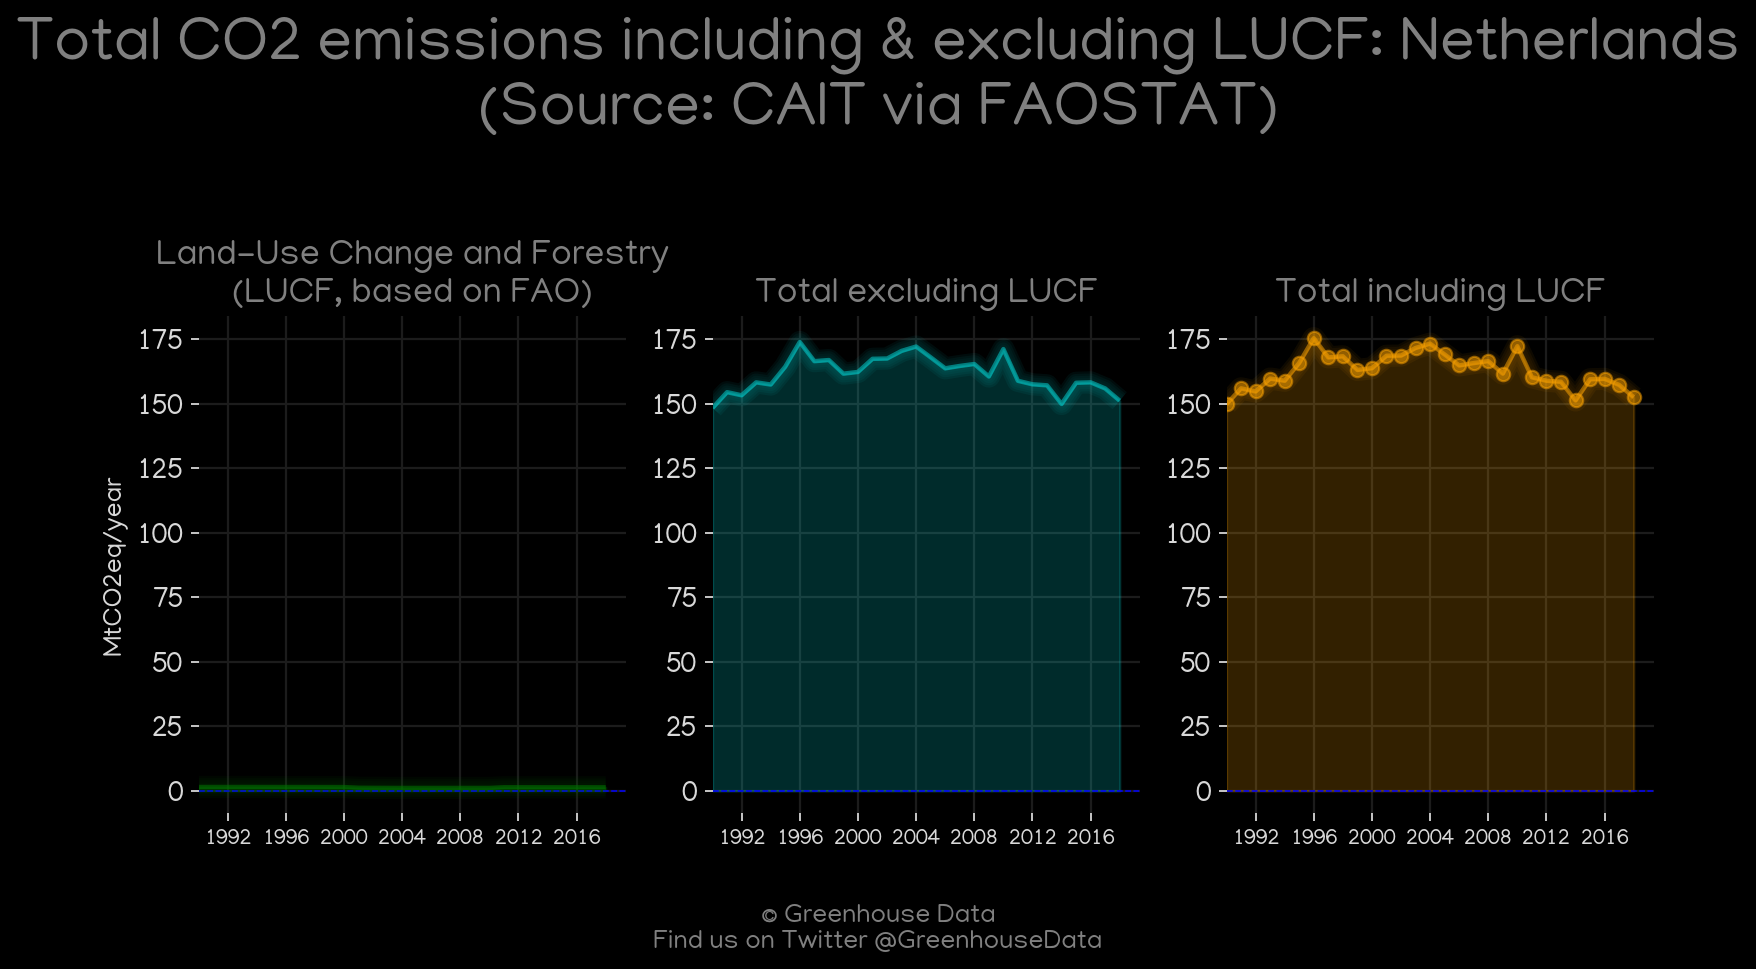 Total CO2 emissions including & excluding LUCF: Netherlands
(Source: CAIT via FAOSTAT)
Land-Use Change and Forestry
(LUCF, based on FAO)
MtCO2eq/year
175
150
125
100
75
50
25
0
1992 1996 2000 2004 2008 2012 2016
Total excluding LUCF
175
150
125
100
75
50
25
0
1992 1996 2000 2004 2008 2012 2016
Total including LUCF
175
150
125
100
75
50
25
0
1992 1996 2000 2004 2008 2012 2016
© Greenhouse Data
Find us on Twitter @GreenhouseData